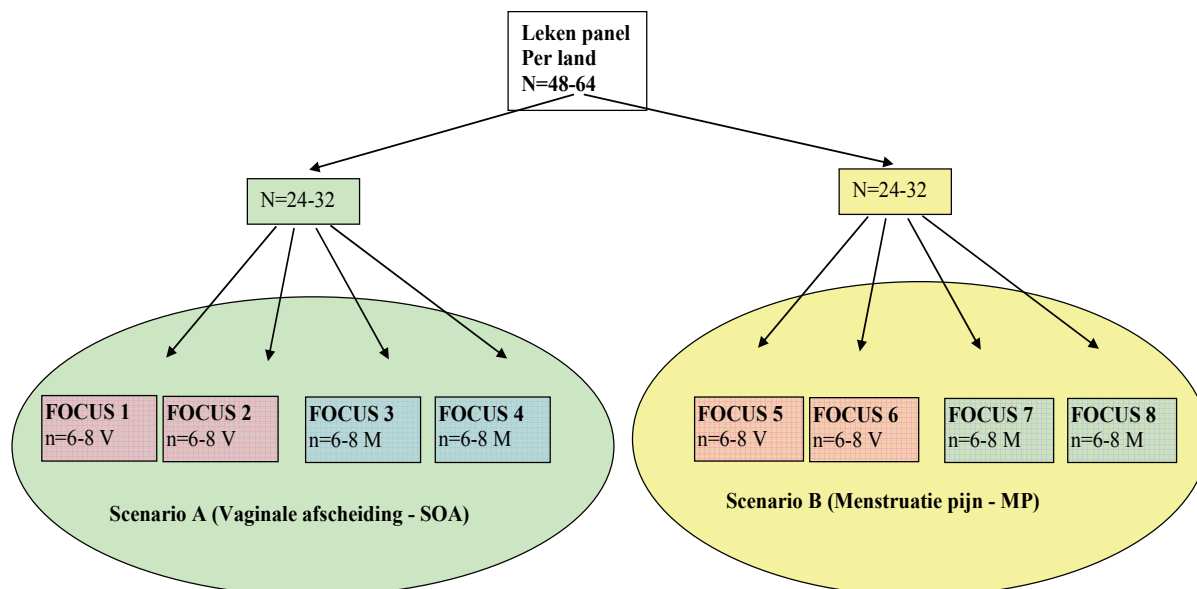 Leken panel
Per land
N=48-64
N=24-32
N=24-32
FOCUS 1
n=6-8 V
FOCUS 2
n=6-8 V
FOCUS 3
n=6-8 M
FOCUS 4
n=6-8 M
Scenario A (Vaginale afscheiding - SOA)
FOCUS 5
n=6-8 V
FOCUS 6
n=6-8 V
FOCUS 7
n=6-8 M
FOCUS 8
n=6-8 M
Scenario B (Menstruatie pijn - MP)